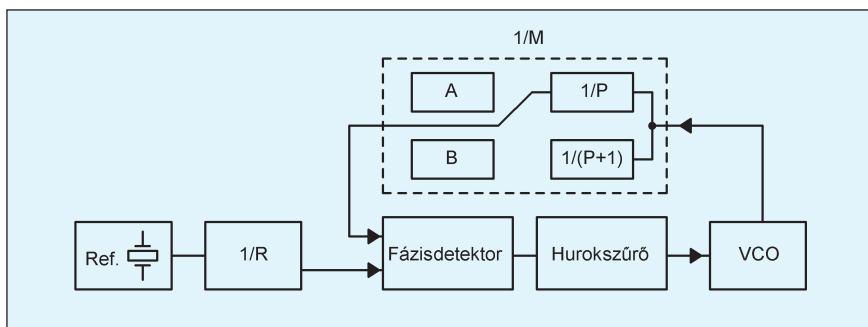 1/M
A
1/P
B
1/(P+1)
Ref.
1/R
Fázisdetektor
Hurokszűrő
VCO